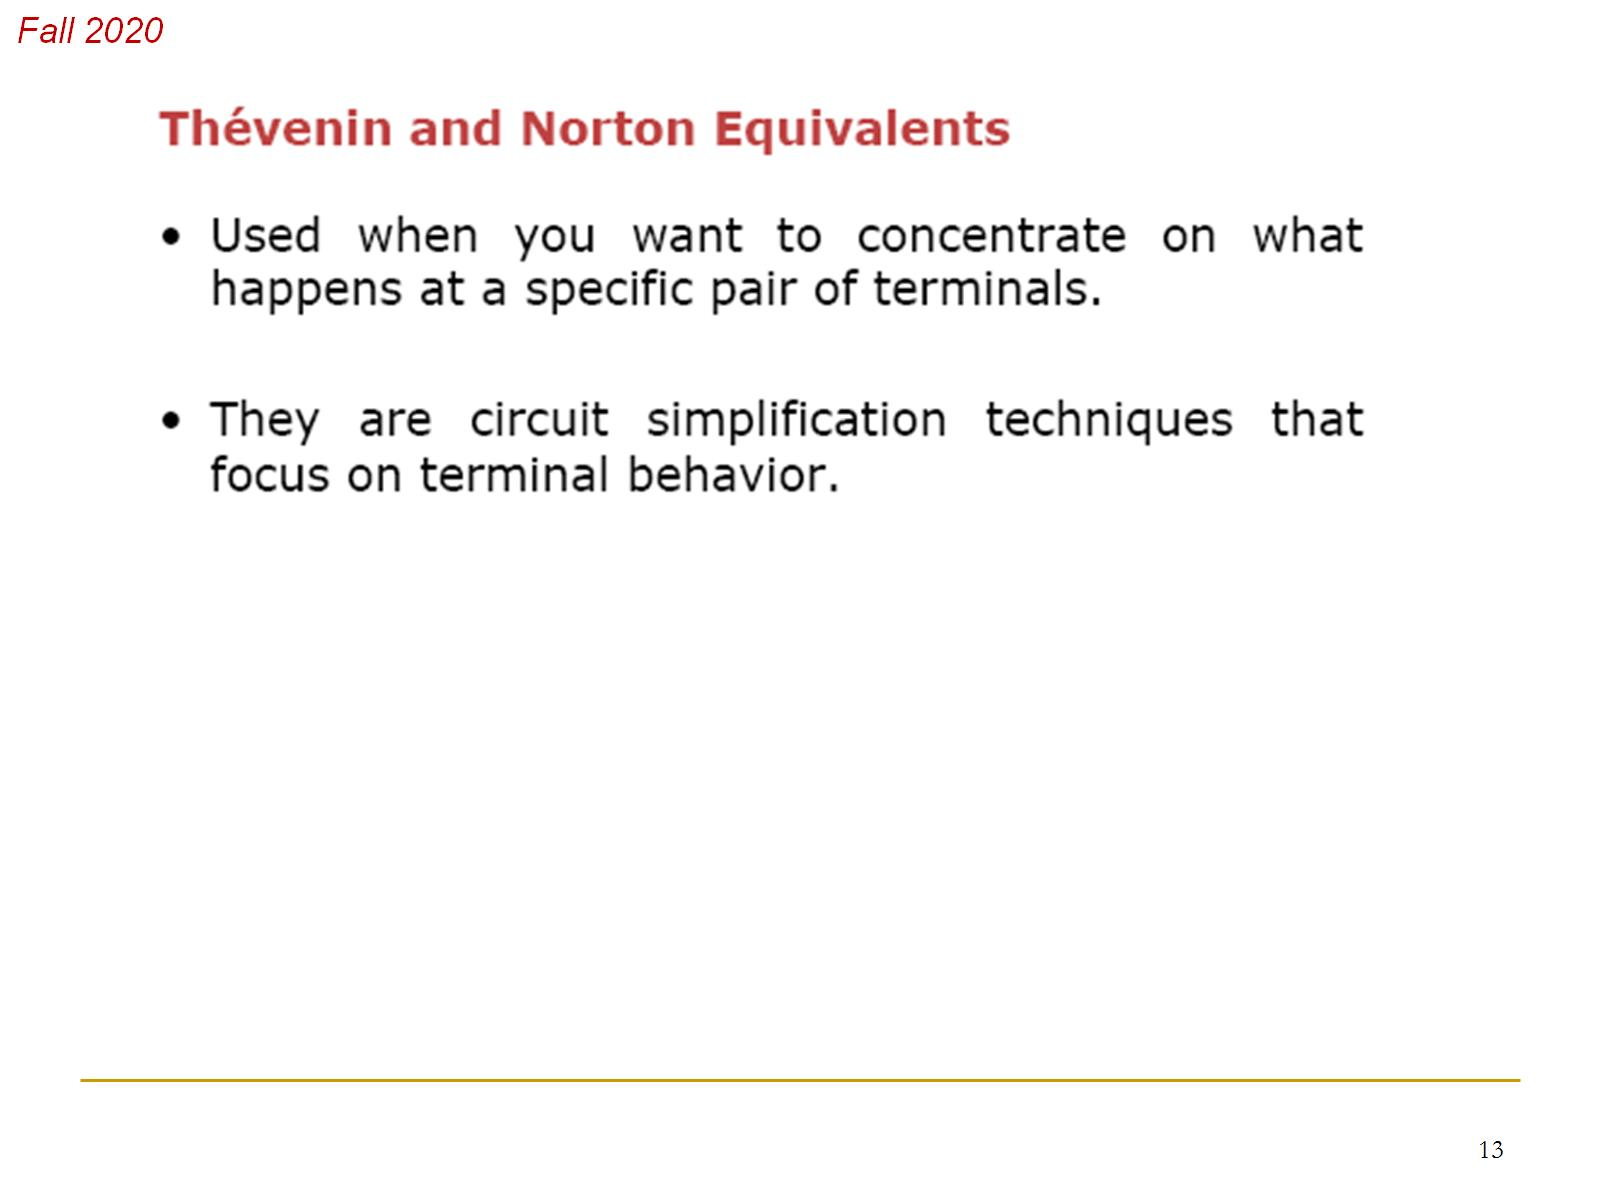 Fall 2020
Thévenin and Norton Equivalents
• Used when you want to concentrate on what
happens at a specific pair of terminals.
• They are circuit simplification techniques that
focus on terminal behavior.
13